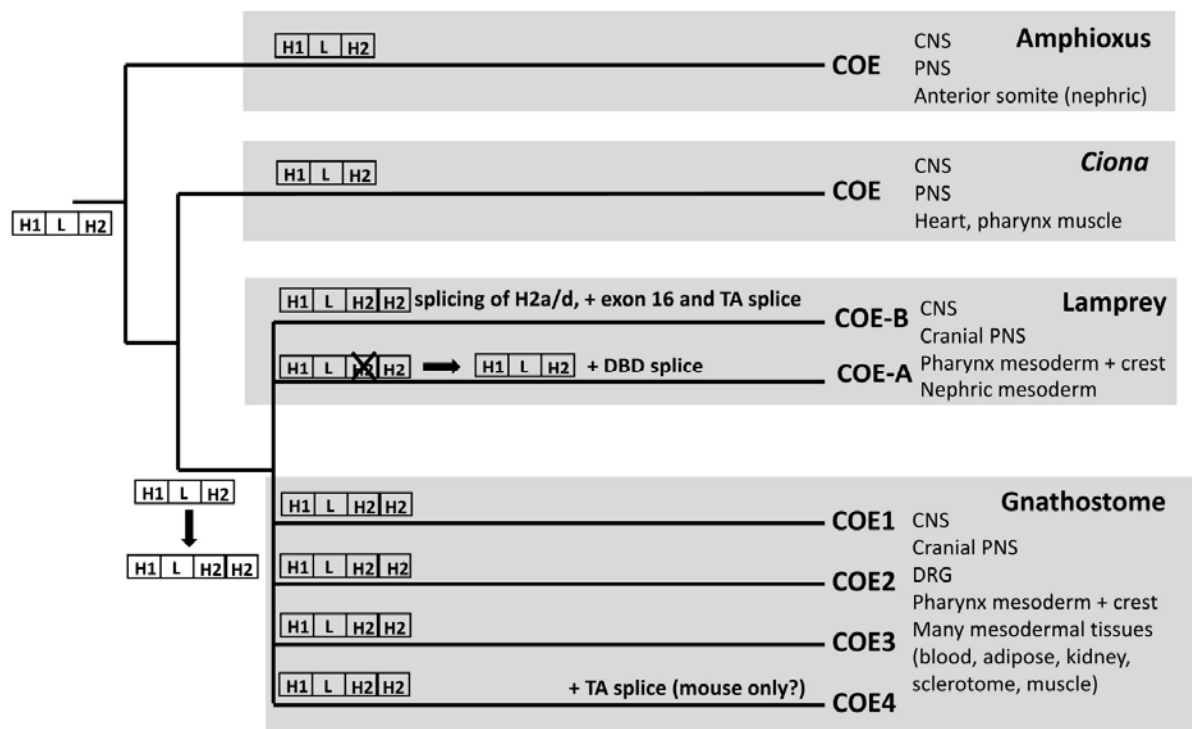 H1 L H2
COE
CNS
PNS
Anterior somite (nephric)
Amphioxus
H1 L H2
H1 L H2
COE
CNS
PNS
Heart, pharynx muscle
Ciona
H1 L H2 H2 splicing of H2a/d, + exon 16 and TA splice
COE-B
H1 L H2 H2
H1 L H2 + DBD splice
COE-A
CNS
Cranial PNS
Pharynx mesoderm + crest
Nephric mesoderm
Lamprey
H1 L H2
H1 L H2 H2
H1 L H2 H2
COE1
H1 L H2 H2
COE2
H1 L H2 H2
COE3
H1 L H2 H2
+ TA splice (mouse only?)
COE4
Gnathostome
CNS
Cranial PNS
DRG
Pharynx mesoderm + crest
Many mesodermal tissues
(blood, adipose, kidney,
sclerotome, muscle)